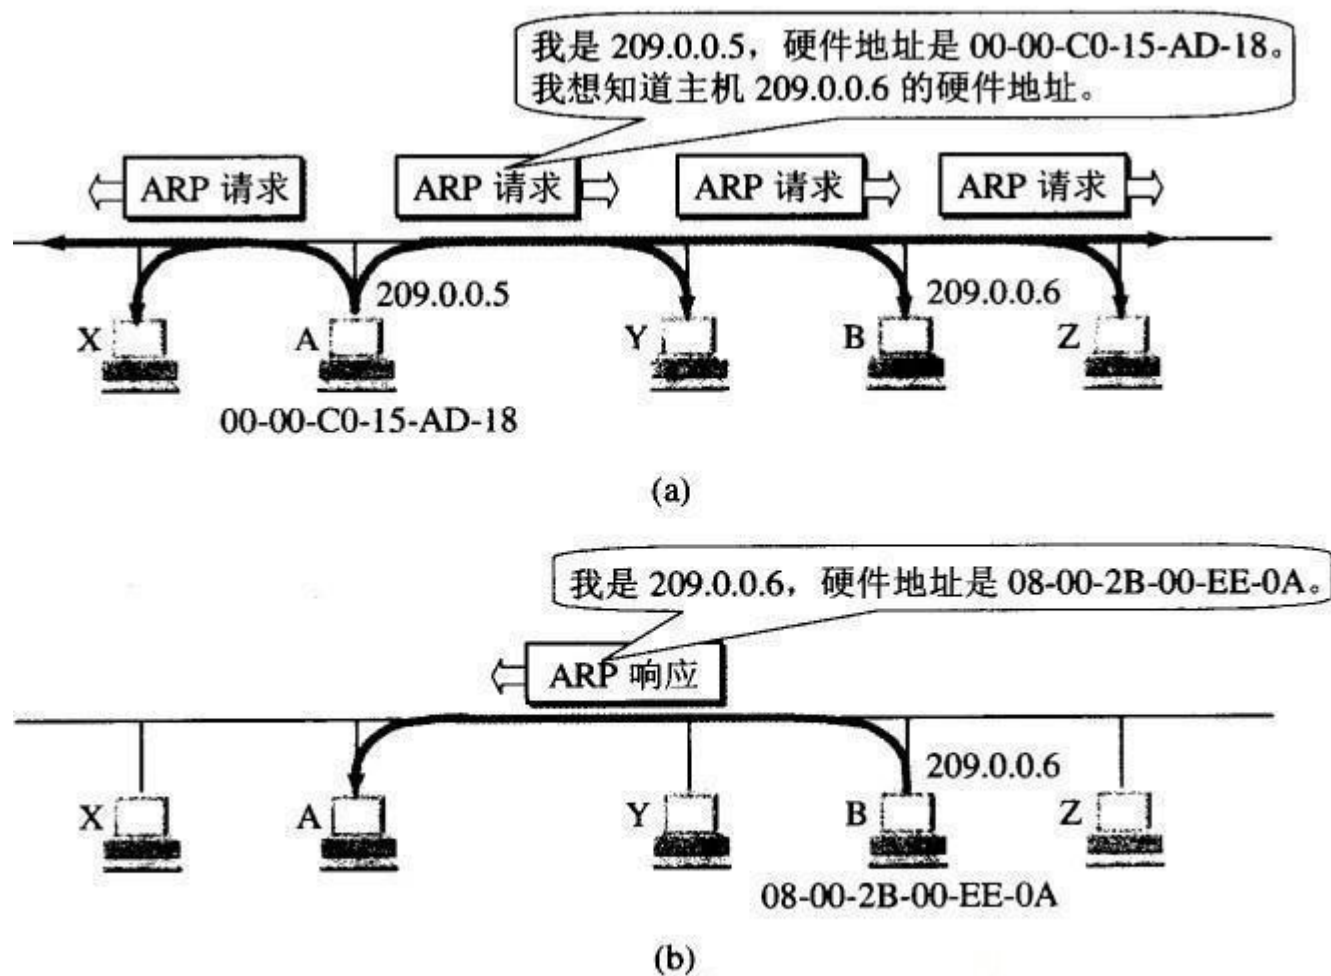 我是 209.0.0.5，硬件地址是 00-00-C0-15-AD-18。
我想知道主机 209.0.0.6 的硬件地址。
ARP 请求
ARP 请求
ARP 请求
ARP 请求
209.0.0.5
209.0.0.6
X
A
Y
B
Z
00-00-C0-15-AD-18
(a)
我是 209.0.0.6，硬件地址是 08-00-2B-00-EE-0A。
ARP 响应
209.0.0.6
X
A
Y
B
Z
08-00-2B-00-EE-0A
(b)